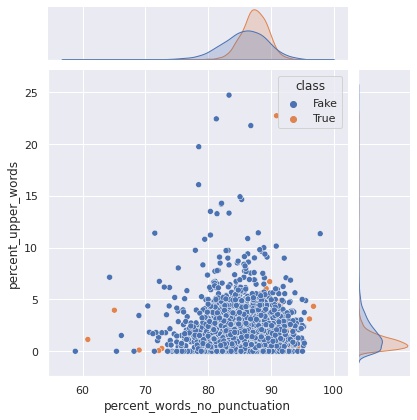 class
Fake
True
25
20
15
10
5
0
percent_upper_words
60 70 80 90 100
percent_words_no_punctuation